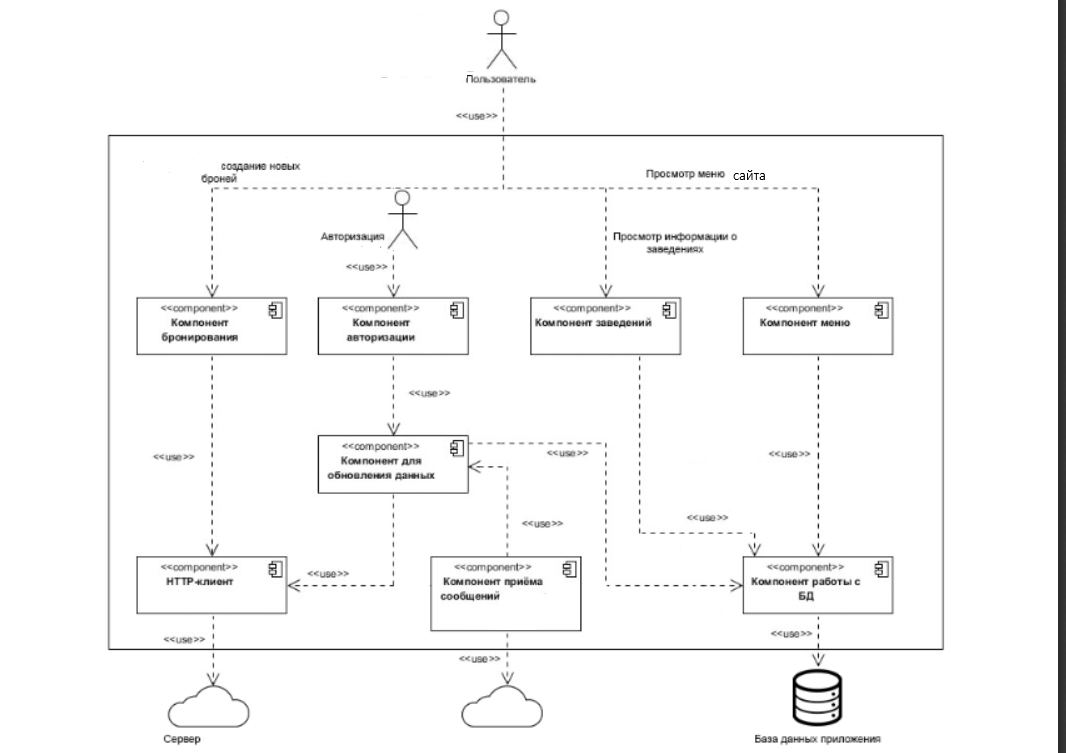 Пользователь
<<use>>
создание новых
броней
Просмотр меню сайта
Авторизация
Просмотр информации о
заведениях
<<use>>
<<component>>
Компонент
бронирования
<<component>>
Компонент
авторизации
<<component>>
Компонент заведений
<<component>>
Компонент меню
<<use>>
<<component>>
Компонент для
обновления данных
<<use>>
<<use>>
<<use>>
<<use>>
<<use>>
<<component>>
HTTP-клиент
<<use>>
<<component>>
Компонент приёма
сообщений
<<component>>
Компонент работы с
БД
<<use>>
<<use>>
<<use>>
Сервер
База данных приложения